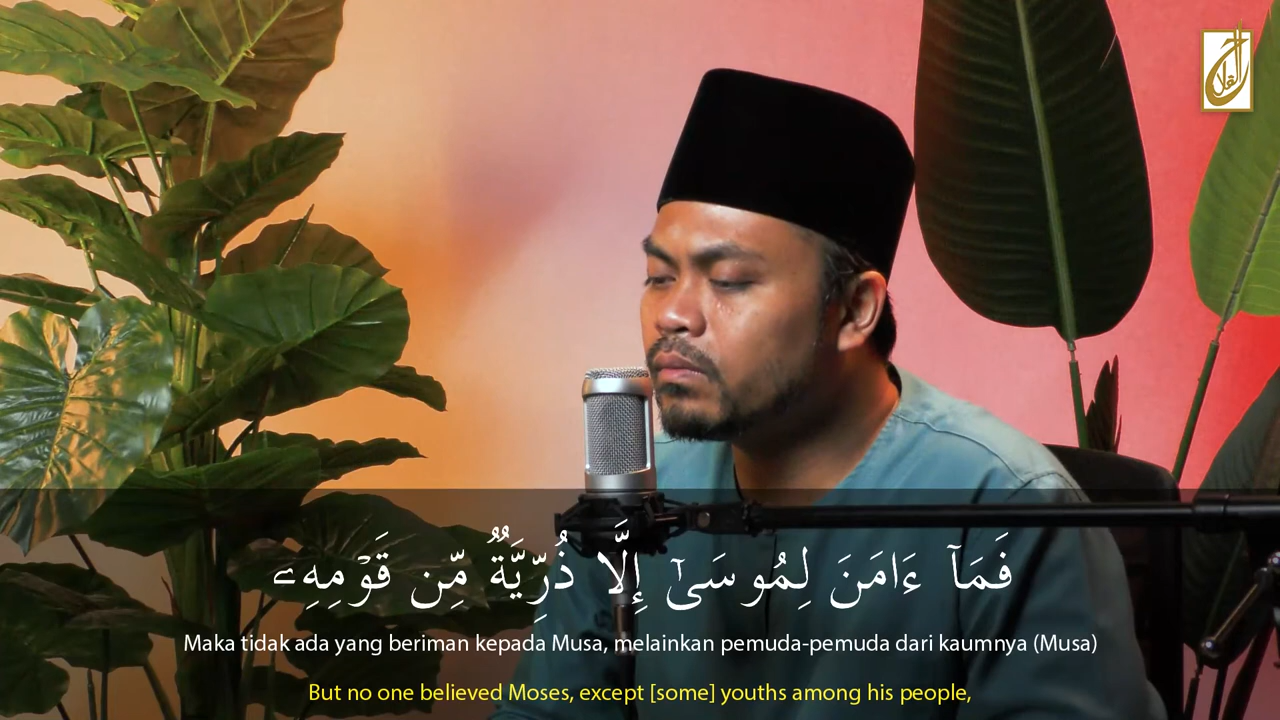 فَمَآ ءَامَنَ لِمُوسَىٰٓ إِلَّا ذُرِّيَّةٌۭ مِّن قَوْمِهِۦ
Maka tidak ada yang beriman kepada Musa, melainkan pemuda-pemuda dari kaumnya (Musa)
But no one believed Moses, except [some] youths among his people,